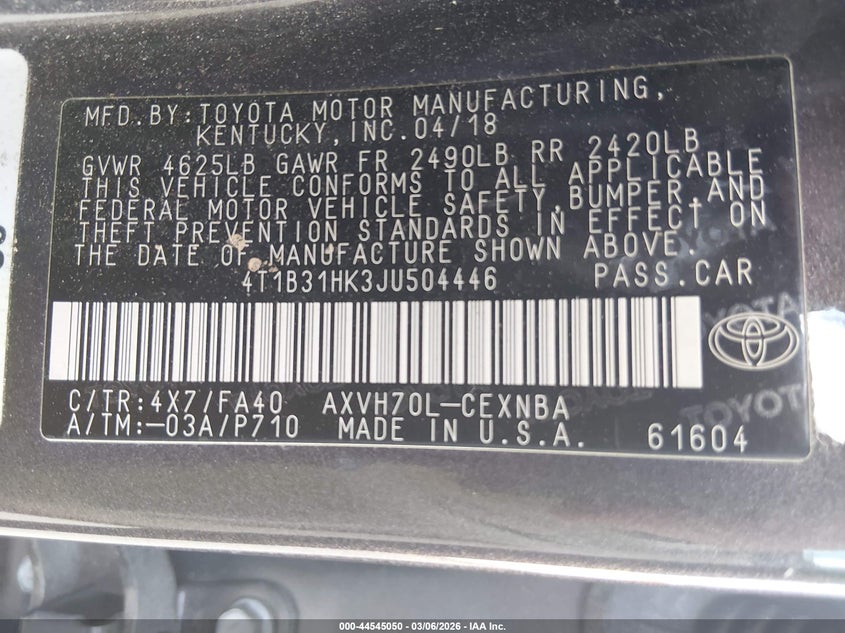 MFD. BY: TOYOTA MOTOR MANUFACTURING,
KENTUCKY, INC. 04/18
GVWR 4625LB GAWR FR 2490LB RR 2420LB
THIS VEHICLE CONFORMS TO ALL APPLICABLE
FEDERAL MOTOR VEHICLE SAFETY, BUMPER, AND
THEFT PREVENTION STANDARDS IN EFFECT ON
THE DATE OF MANUFACTURE SHOWN ABOVE.
4T1B31HK3JU504446 PASS.CAR
C/TR:4X7/FA40 AXVH70L-CEXNBA
A/TM:-03A/P710 MADE IN U.S.A. 61604
TOYOTA
TOYOTA
TOYOTA
000-44545050 - 03/06/2026 - IAA Inc.